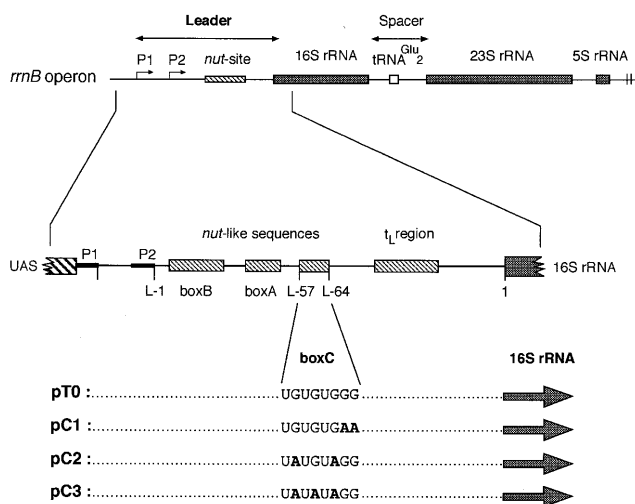 Leader
Spacer
P1 P2 nut-site 16S rRNA tRNA Glu 2 23S rRNA 5S rRNA
rrnB operon
nut-like sequences tL region
UAS P1 P2 16S rRNA
L-1 boxB boxA L-57 L-64 1
boxC 16S rRNA
pT0 : UGUGUGGG
pC1 : UGUGUGAA
pC2 : UAUGUAGG
pC3 : UAUAUAGG